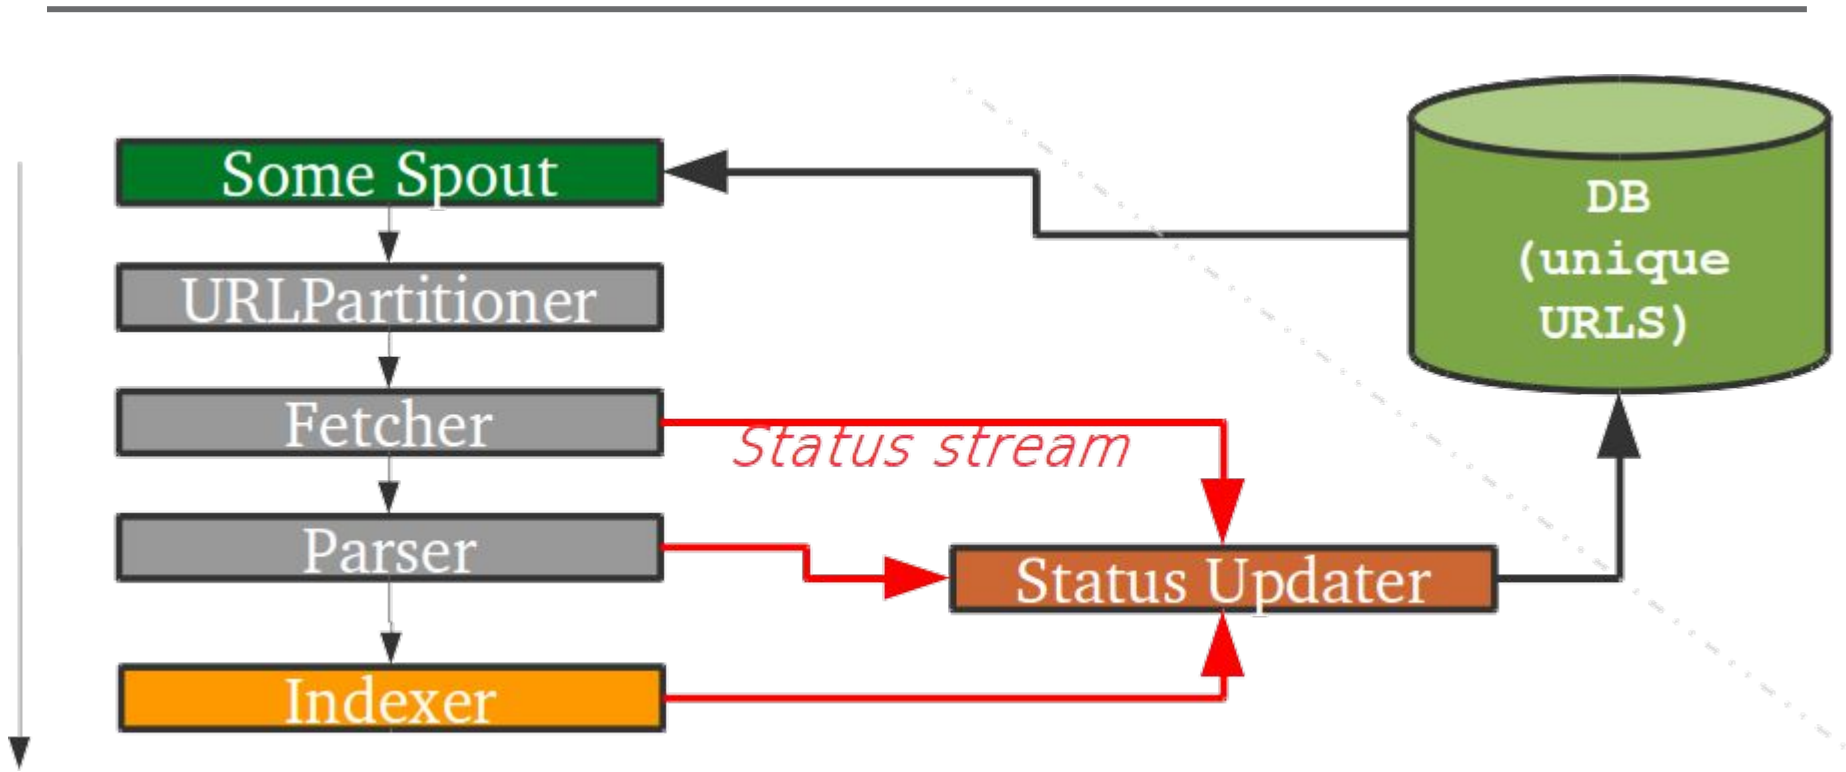 Some Spout
URLPartitioner
Fetcher
Parser
Indexer
Status stream
Status Updater
DB
(unique
URLS)